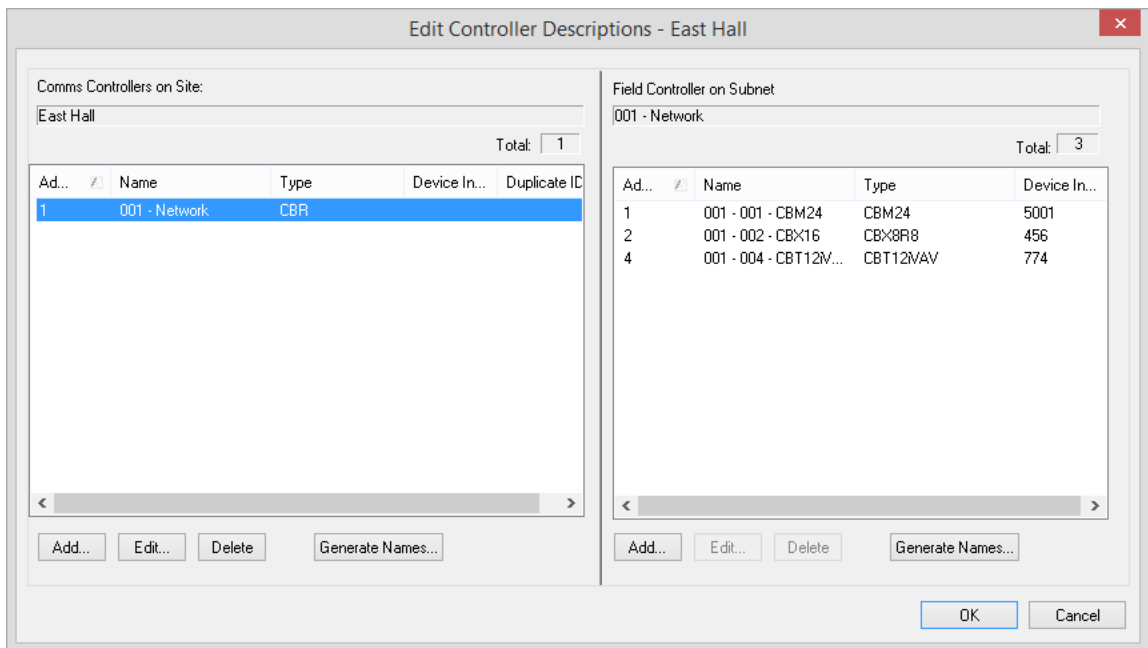 Edit Controller Descriptions - East Hall
Comms Controllers on Site:
East Hall
Total: 1
Ad... Name Type Device In... Duplicate ID
1 001 - Network CBR
Add... Edit... Delete Generate Names...
Field Controller on Subnet
001 - Network
Total: 3
Ad... Name Type Device In...
1 001 - 001 - CBM24 CBM24 5001
2 001 - 002 - CBX16 CBX8R8 456
4 001 - 004 - CBT12iV... CBT12iVAV 774
Add... Edit... Delete Generate Names...
OK Cancel